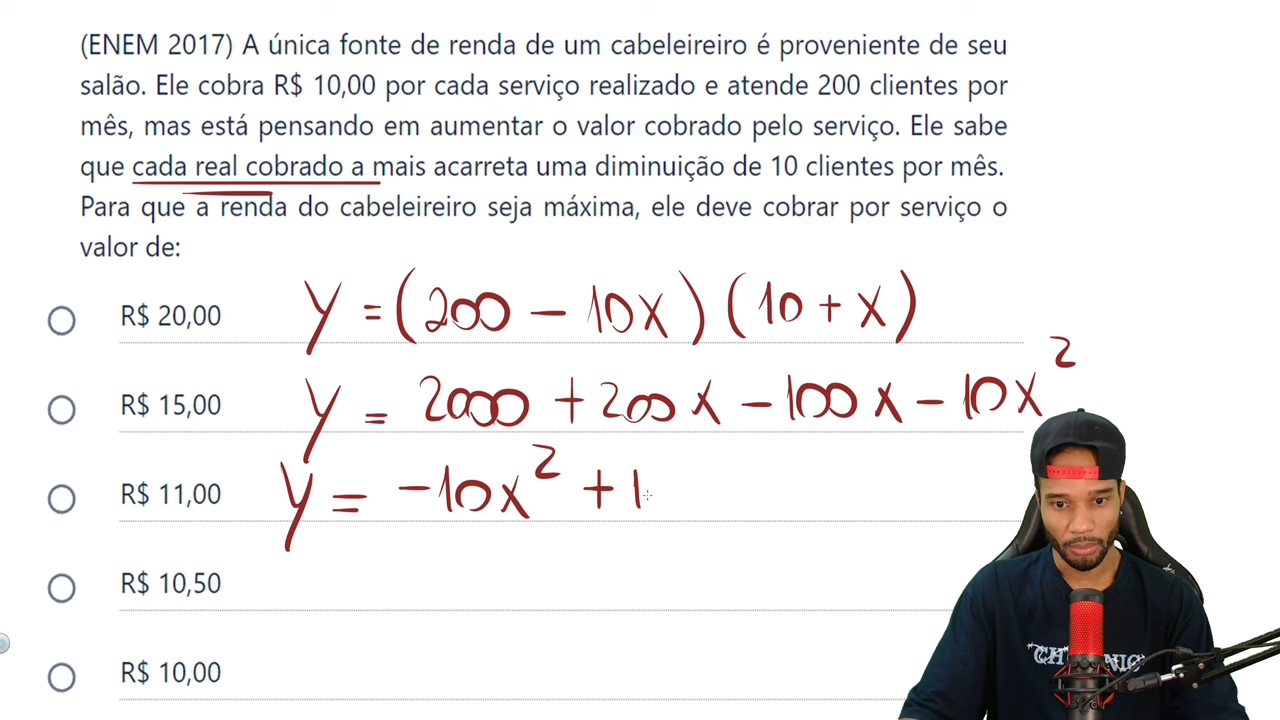 (ENEM 2017) A única fonte de renda de um cabeleireiro é proveniente de seu
salão. Ele cobra R$ 10,00 por cada serviço realizado e atende 200 clientes por
mês, mas está pensando em aumentar o valor cobrado pelo serviço. Ele sabe
que cada real cobrado a mais acarreta uma diminuição de 10 clientes por mês.
Para que a renda do cabeleireiro seja máxima, ele deve cobrar por serviço o
valor de:
R$ 20,00
y = (200 - 10x) (10 + x)
R$ 15,00
y = 2000 + 200x - 100x - 10x²
R$ 11,00
y = -10x² + 1
R$ 10,50
R$ 10,00